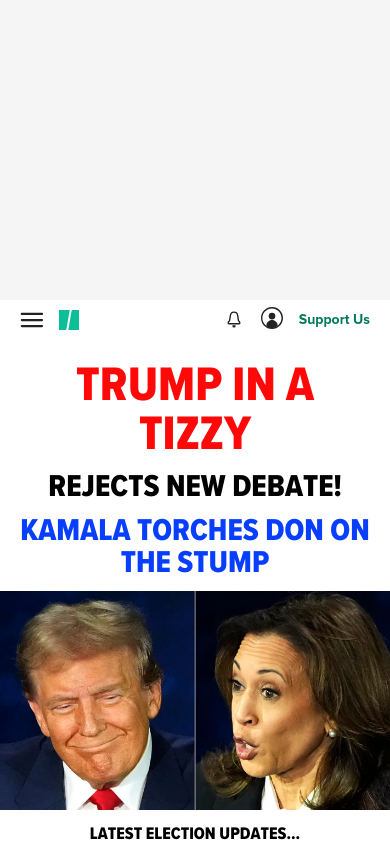 Support Us
TRUMP IN A
TIZZY
REJECTS NEW DEBATE!
KAMALA TORCHES DON ON
THE STUMP
LATEST ELECTION UPDATES...